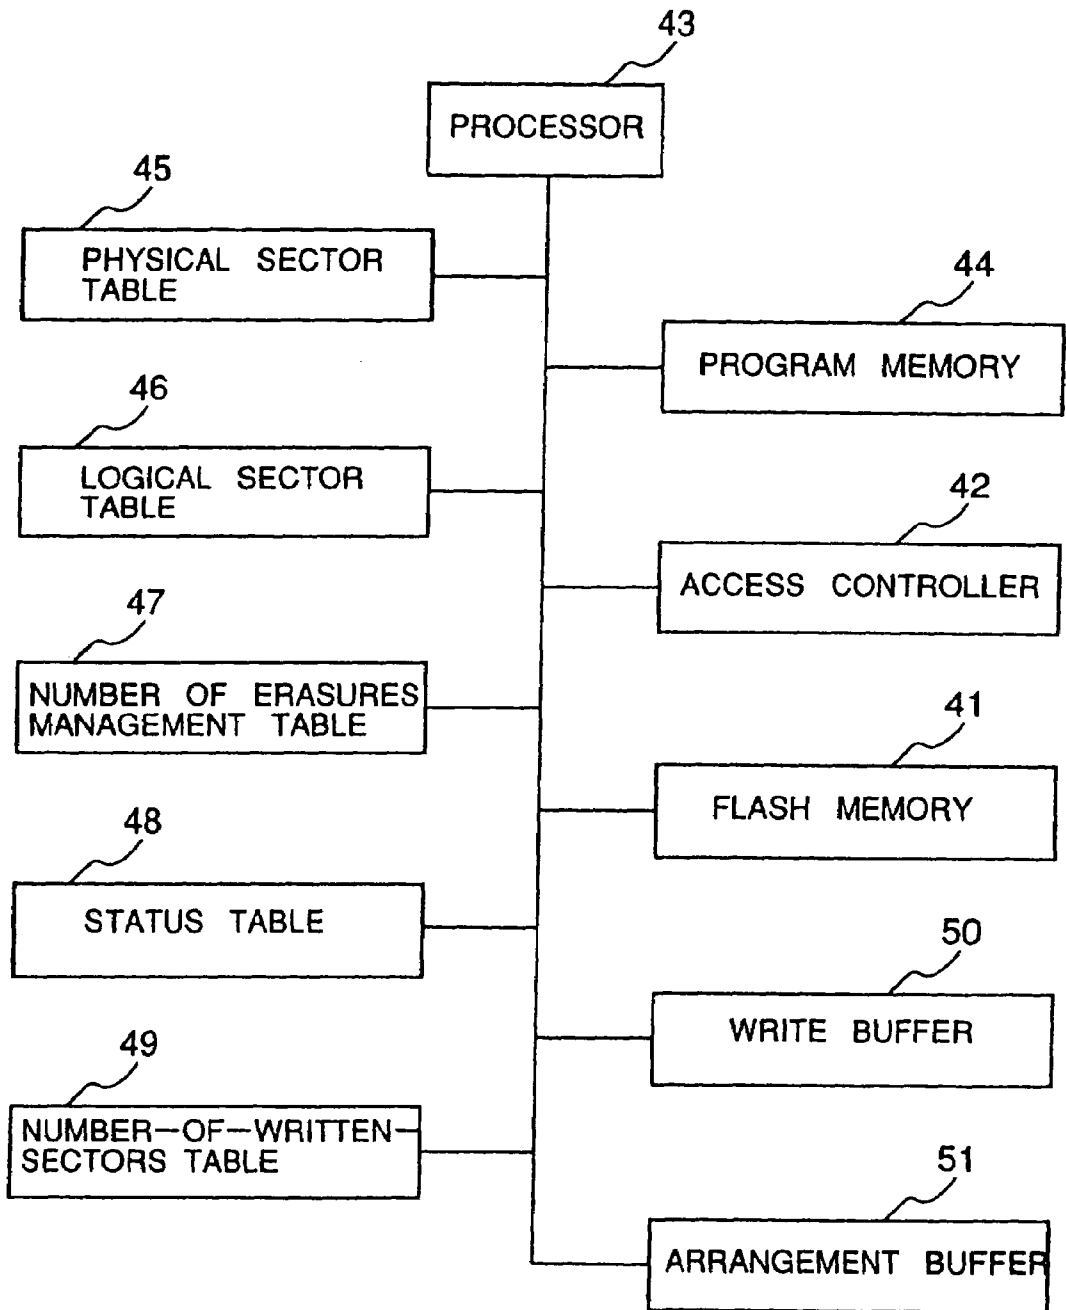 43
PROCESSOR
45
PHYSICAL SECTOR
TABLE
44
PROGRAM MEMORY
46
LOGICAL SECTOR
TABLE
42
ACCESS CONTROLLER
47
NUMBER OF ERASURES
MANAGEMENT TABLE
41
FLASH MEMORY
48
STATUS TABLE
50
WRITE BUFFER
49
NUMBER-OF-WRITTEN-
SECTORS TABLE
51
ARRANGEMENT BUFFER